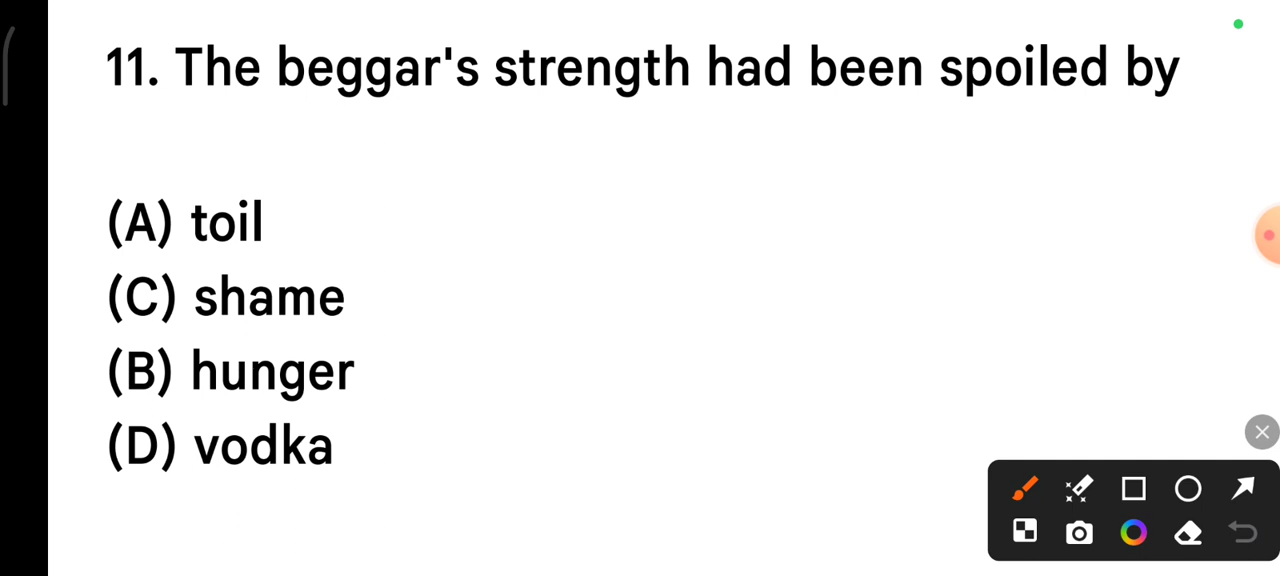 11. The beggar's strength had been spoiled by
(A) toil
(C) shame
(B) hunger
(D) vodka